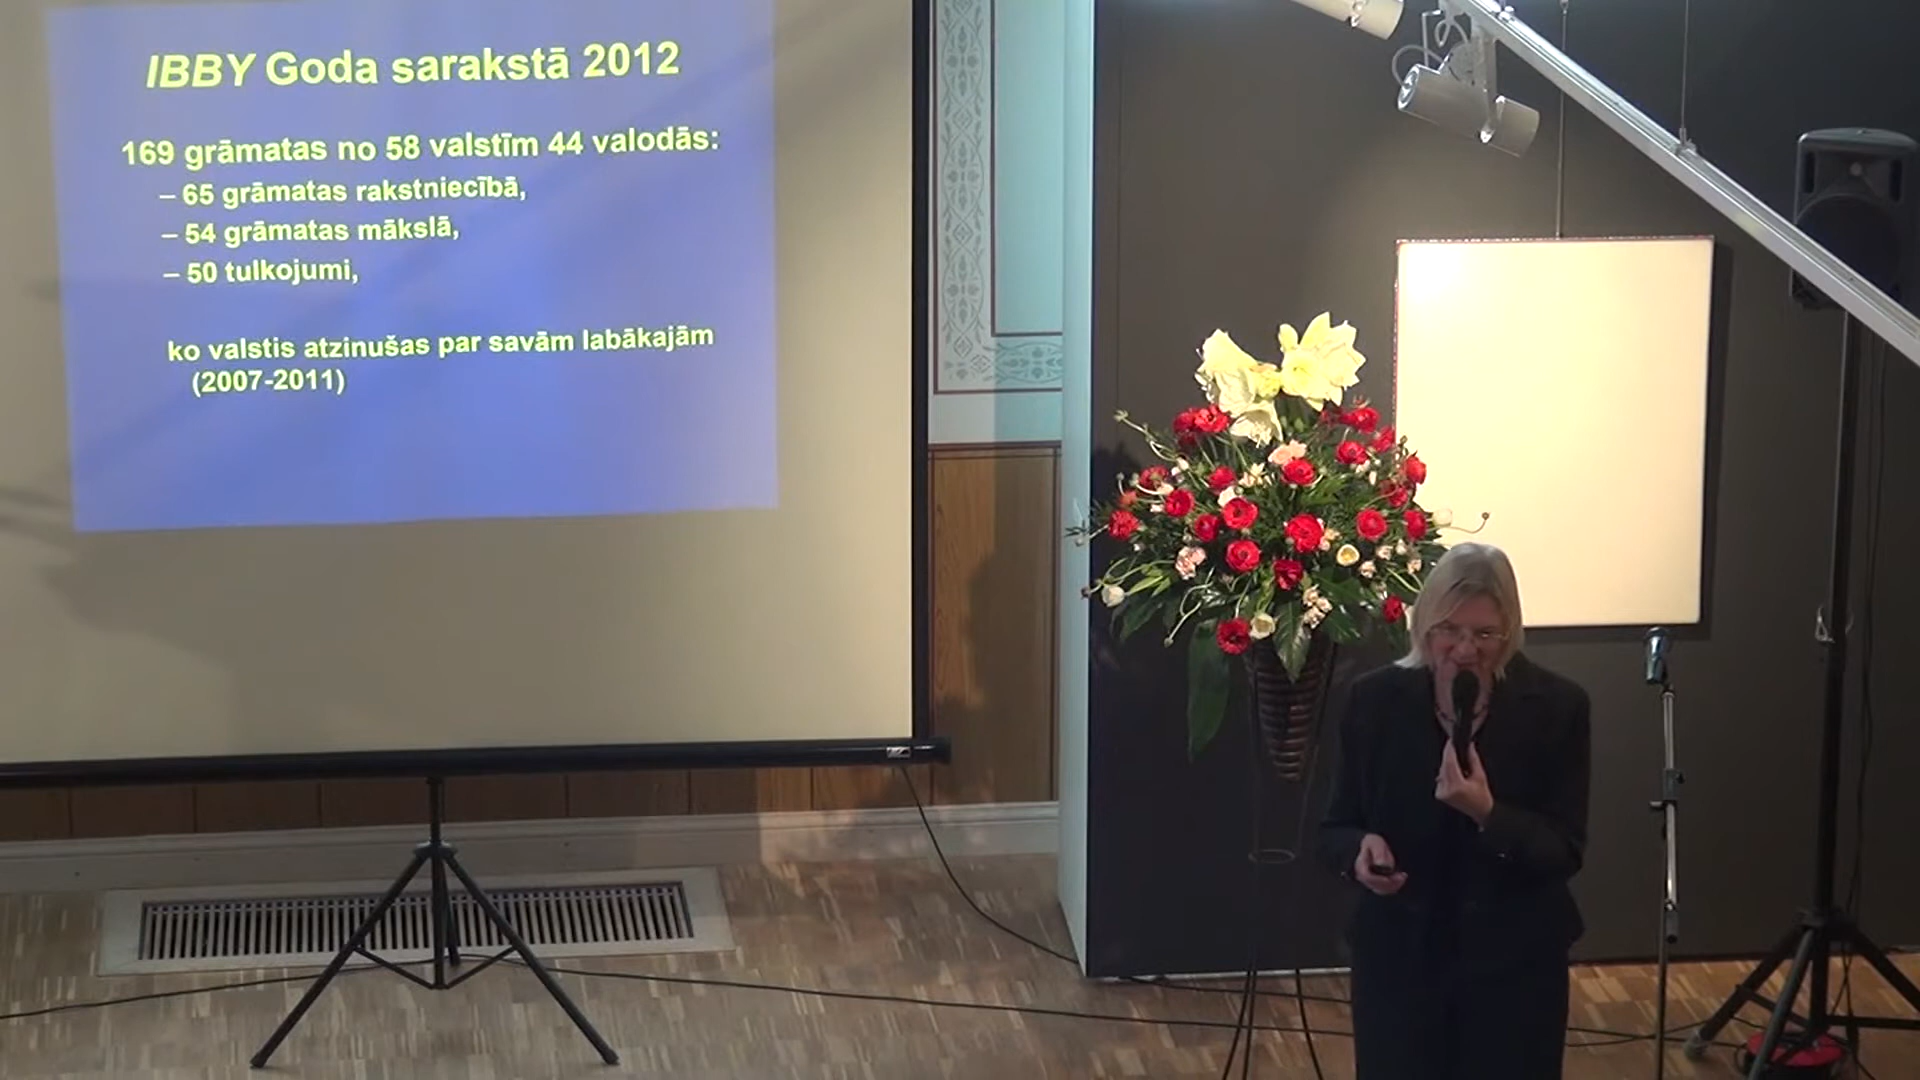 IBBY Goda sarakstā 2012
169 grāmatas no 58 valstīm 44 valodās:
– 65 grāmatas rakstniecībā,
– 54 grāmatas mākslā,
– 50 tulkojumi,
ko valstis atzinušas par savām labākajām
(2007-2011)